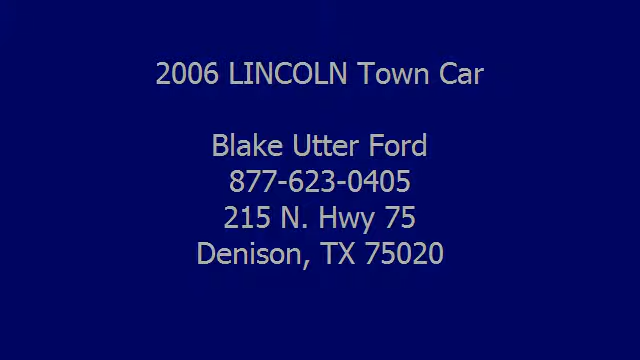 2006 LINCOLN Town Car
Blake Utter Ford
877-623-0405
215 N. Hwy 75
Denison, TX 75020